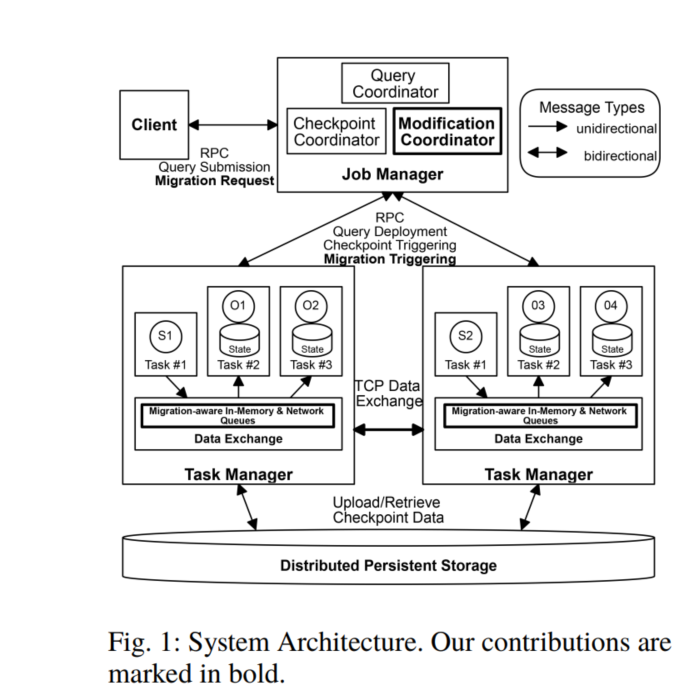 Query
Coordinator
Client
Checkpoint
Coordinator
Modification
Coordinator
Job Manager
Message Types
unidirectional
bidirectional
RPC
Query Submission
Migration Request
RPC
Query Deployment
Checkpoint Triggering
Migration Triggering
S1
Task #1
O1
State
Task #2
O2
State
Task #3
Migration-aware In-Memory & Network
Queues
Data Exchange
Task Manager
TCP Data
Exchange
S2
Task #1
03
State
Task #2
04
State
Task #3
Migration-aware In-Memory & Network
Queues
Data Exchange
Task Manager
Upload/Retrieve
Checkpoint Data
Distributed Persistent Storage
Fig. 1: System Architecture. Our contributions are
marked in bold.